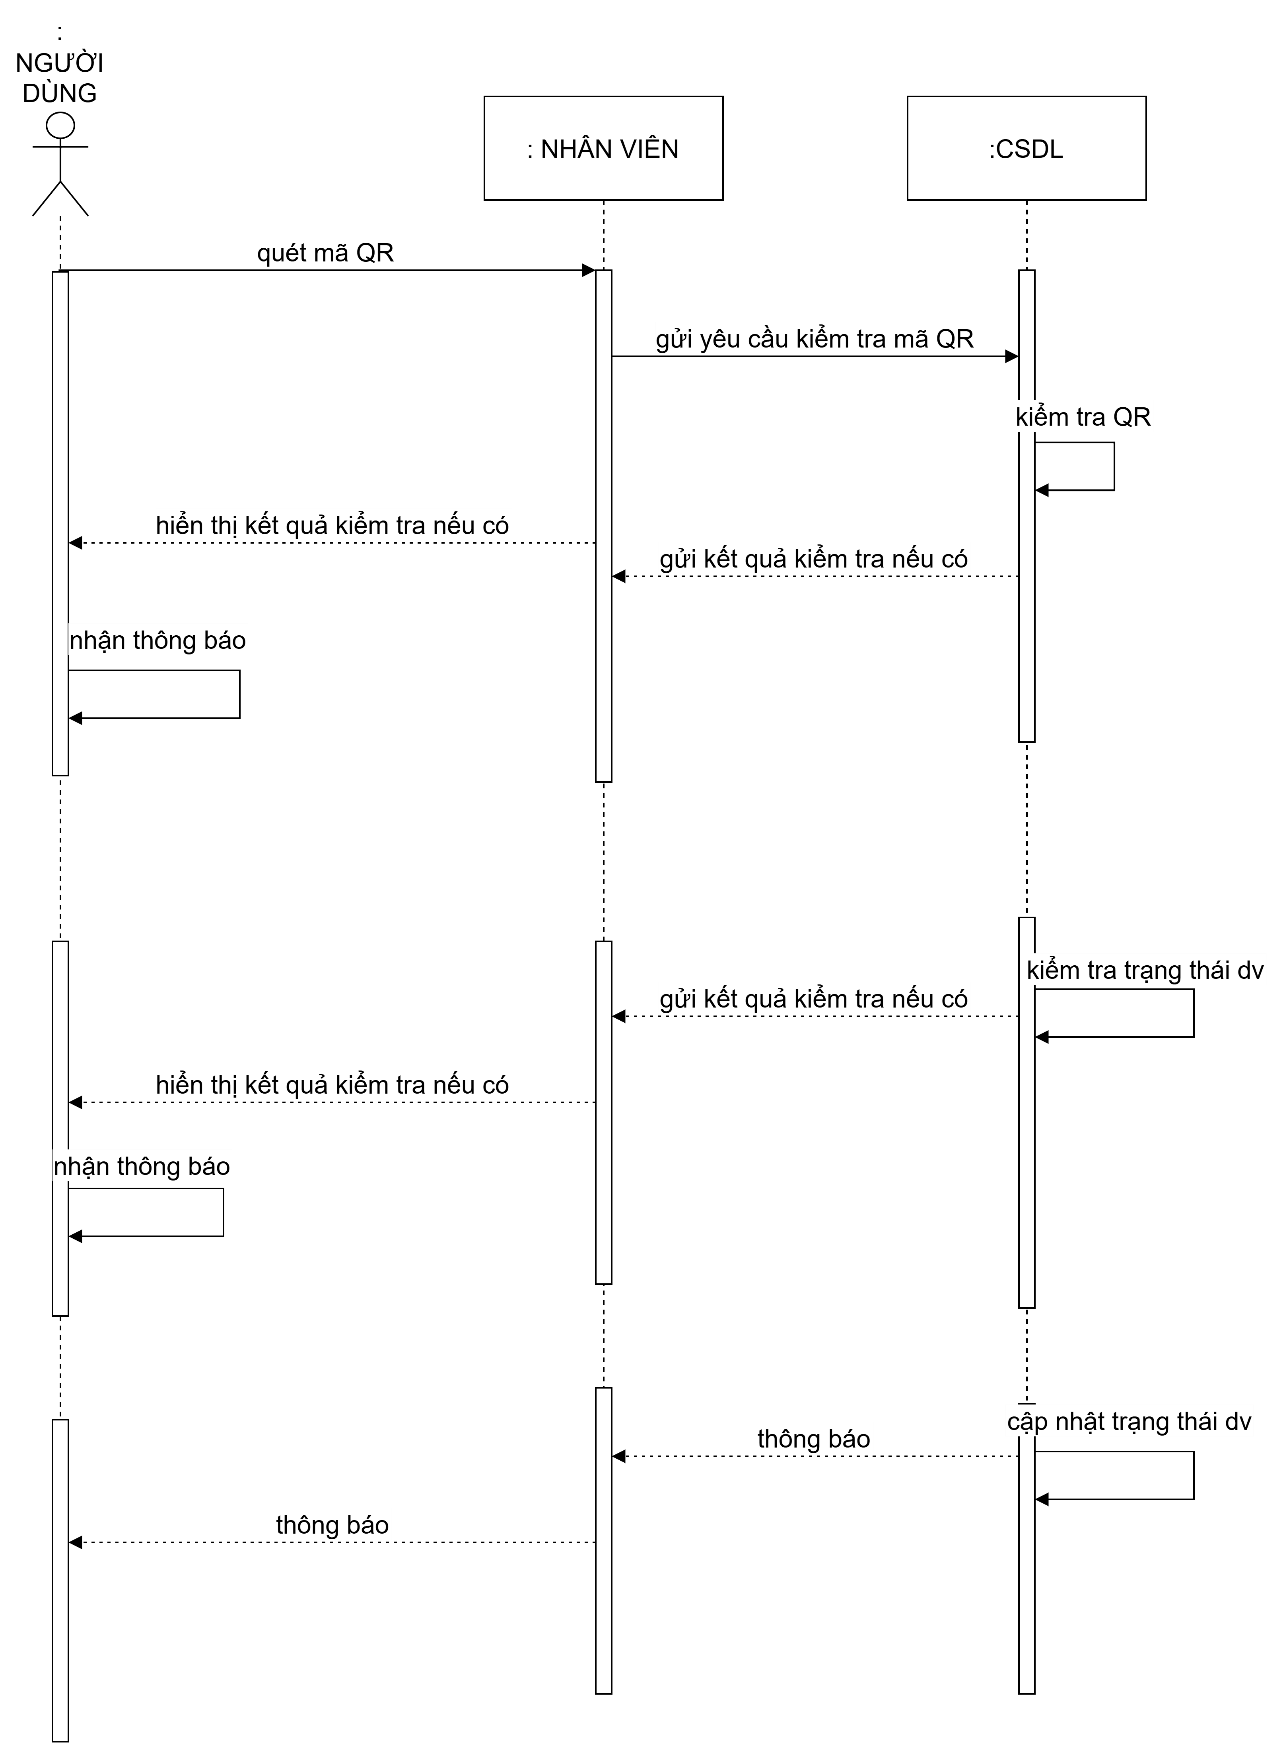 :
NGƯỜI
DÙNG
: NHÂN VIÊN
:CSDL
quét mã QR
gửi yêu cầu kiểm tra mã QR
kiểm tra QR
hiển thị kết quả kiểm tra nếu có
gửi kết quả kiểm tra nếu có
nhận thông báo
kiểm tra trạng thái dv
gửi kết quả kiểm tra nếu có
hiển thị kết quả kiểm tra nếu có
nhận thông báo
cập nhật trạng thái dv
thông báo
thông báo